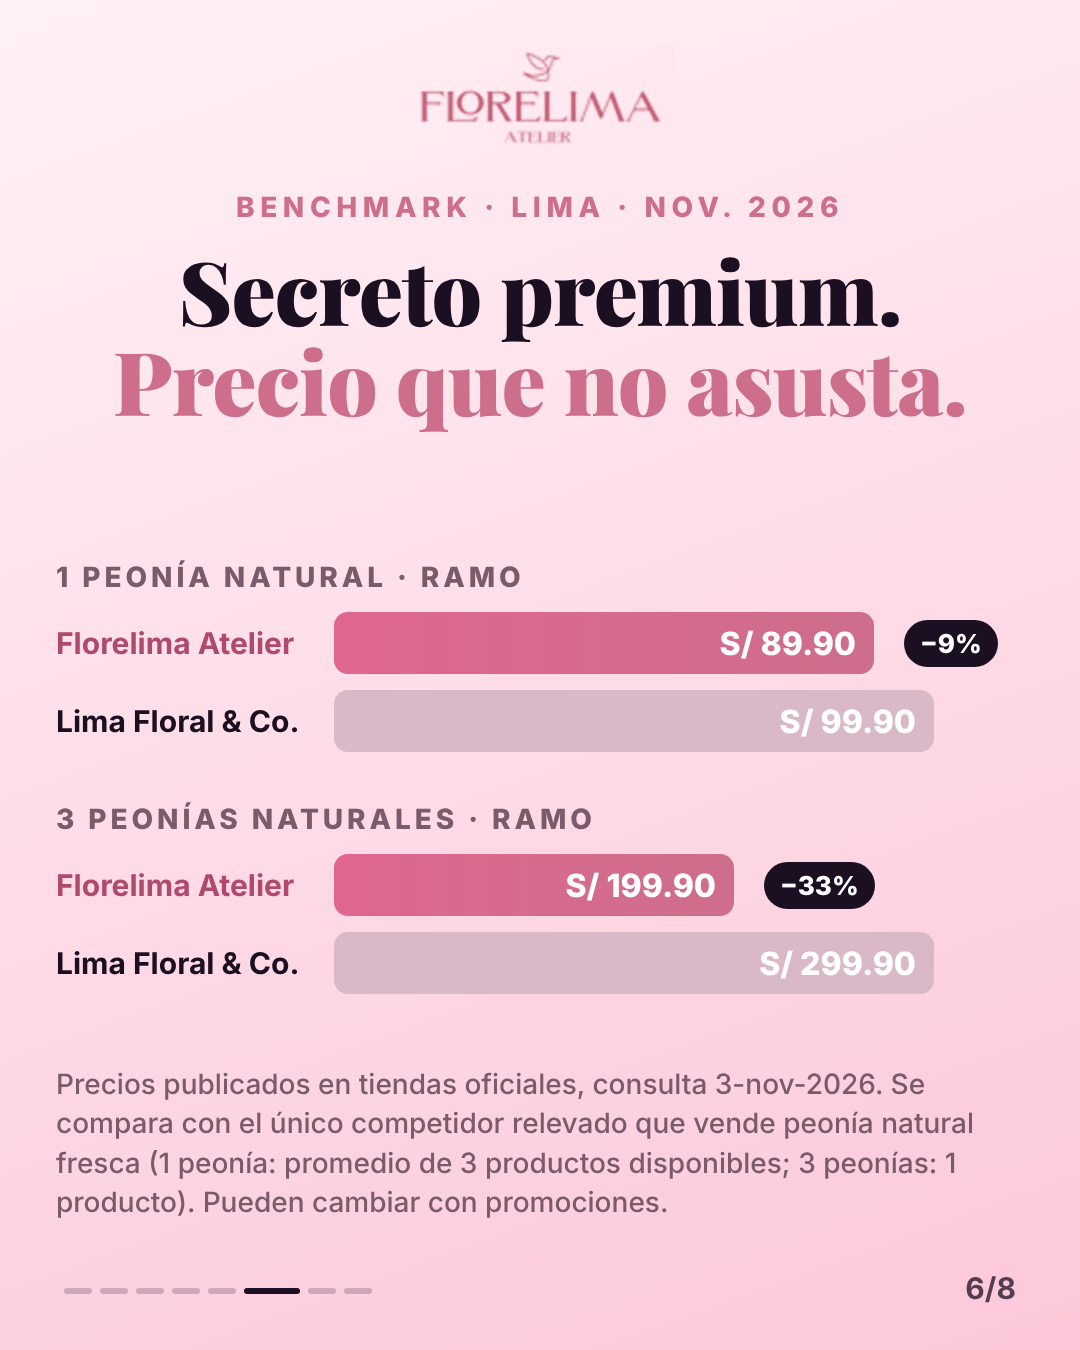 FLORELIMA
ATELIER
BENCHMARK · LIMA · NOV. 2026
Secreto premium.
Precio que no asusta.
1 PEONÍA NATURAL · RAMO
Florelima Atelier S/ 89.90 −9%
Lima Floral & Co. S/ 99.90
3 PEONÍAS NATURALES · RAMO
Florelima Atelier S/ 199.90 −33%
Lima Floral & Co. S/ 299.90
Precios publicados en tiendas oficiales, consulta 3-nov-2026. Se
compara con el único competidor relevado que vende peonía natural
fresca (1 peonía: promedio de 3 productos disponibles; 3 peonías: 1
producto). Pueden cambiar con promociones.
6/8